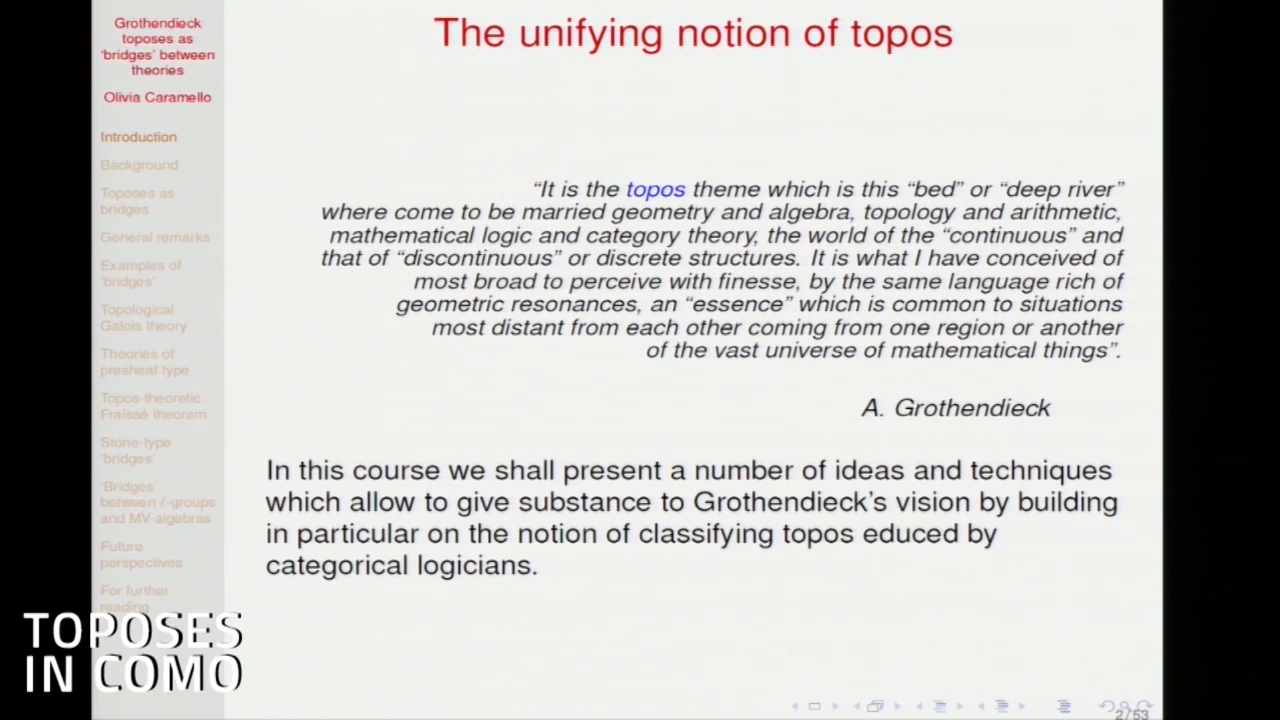 Grothendieck
toposes as
'bridges' between
theories
Olivia Caramello
Introduction
Background
Toposes as
bridges
General remarks
Examples of
'bridges'
Topological
Galois theory
Theories of
presheaf type
Topos-theoretic
Fraïssé theorem
Stone-type
'bridges'
'Bridges'
between ℓ-groups
and MV-algebras
Future
perspectives
For further
reading
The unifying notion of topos
“It is the topos theme which is this “bed” or “deep river”
where come to be married geometry and algebra, topology and arithmetic,
mathematical logic and category theory, the world of the “continuous” and
that of “discontinuous” or discrete structures. It is what I have conceived of
most broad to perceive with finesse, by the same language rich of
geometric resonances, an “essence” which is common to situations
most distant from each other coming from one region or another
of the vast universe of mathematical things”.
A. Grothendieck
In this course we shall present a number of ideas and techniques
which allow to give substance to Grothendieck's vision by building
in particular on the notion of classifying topos educed by
categorical logicians.
TOPOSES
IN COMO
2/53